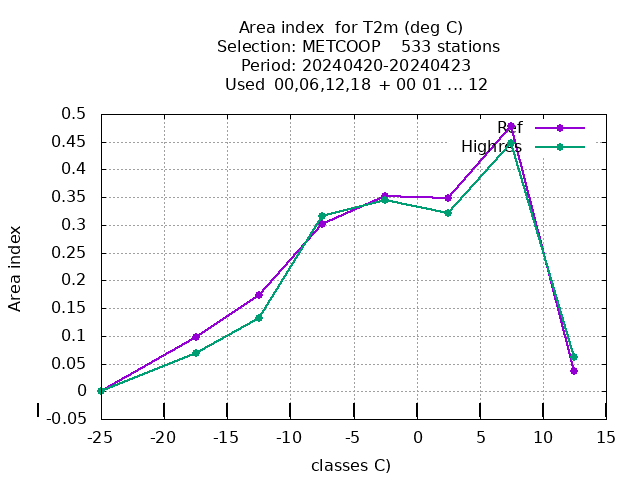 Area index  for T2m (deg C)
Selection: METCOOP    533 stations
Period: 20240420-20240423
Used  00,06,12,18 + 00 01 ... 12
0.5
0.45
0.4
0.35
0.3
0.25
0.2
0.15
0.1
0.05
0
-0.05
Area index
Ref
Highres
-25
-20
-15
-10
-5
0
5
10
15
classes C)